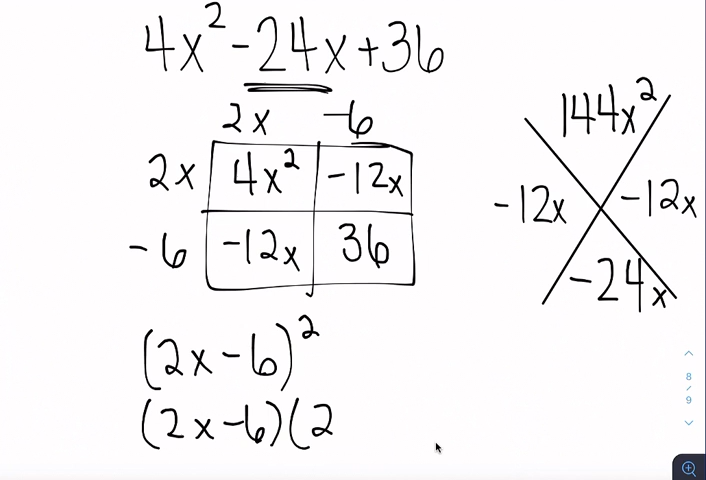 4x² - 24x + 36
2x -6
2x 4x² -12x
-6 -12x 36
(2x - 6)²
(2x - 6)(2
144x²
-12x -12x
-24x
8
/
9